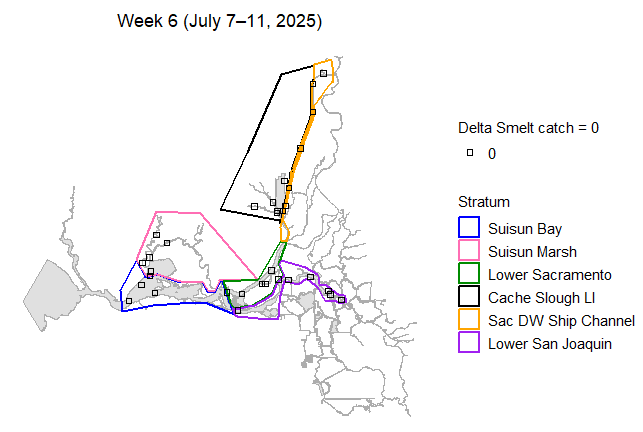 Week 6 (July 7–11, 2025)
Delta Smelt catch = 0
0
Stratum
Suisun Bay
Suisun Marsh
Lower Sacramento
Cache Slough LI
Sac DW Ship Channel
Lower San Joaquin